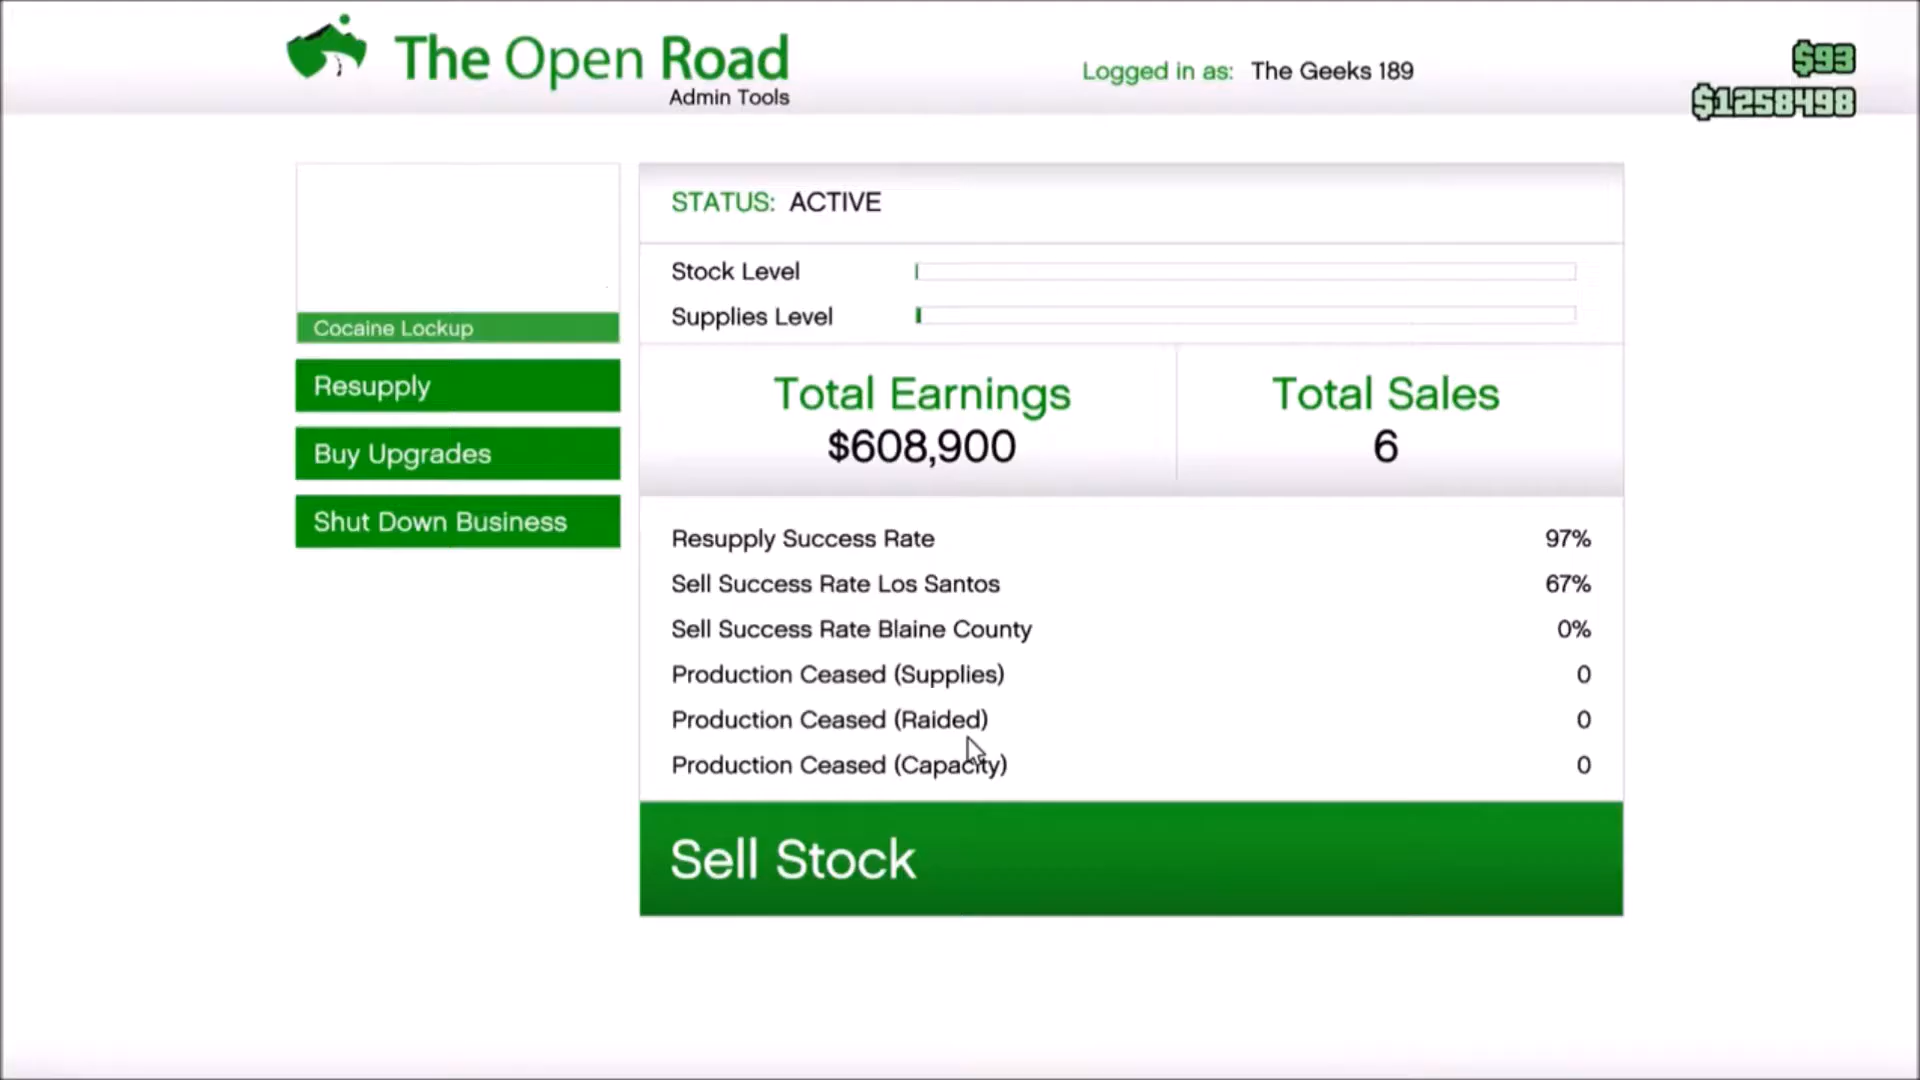 The Open Road
Admin Tools
Logged in as: The Geeks 189
$93
$1258498
STATUS: ACTIVE
Stock Level
Supplies Level
Cocaine Lockup
Resupply
Buy Upgrades
Shut Down Business
Total Earnings
$608,900
Total Sales
6
Resupply Success Rate 97%
Sell Success Rate Los Santos 67%
Sell Success Rate Blaine County 0%
Production Ceased (Supplies) 0
Production Ceased (Raided) 0
Production Ceased (Capacity) 0
Sell Stock